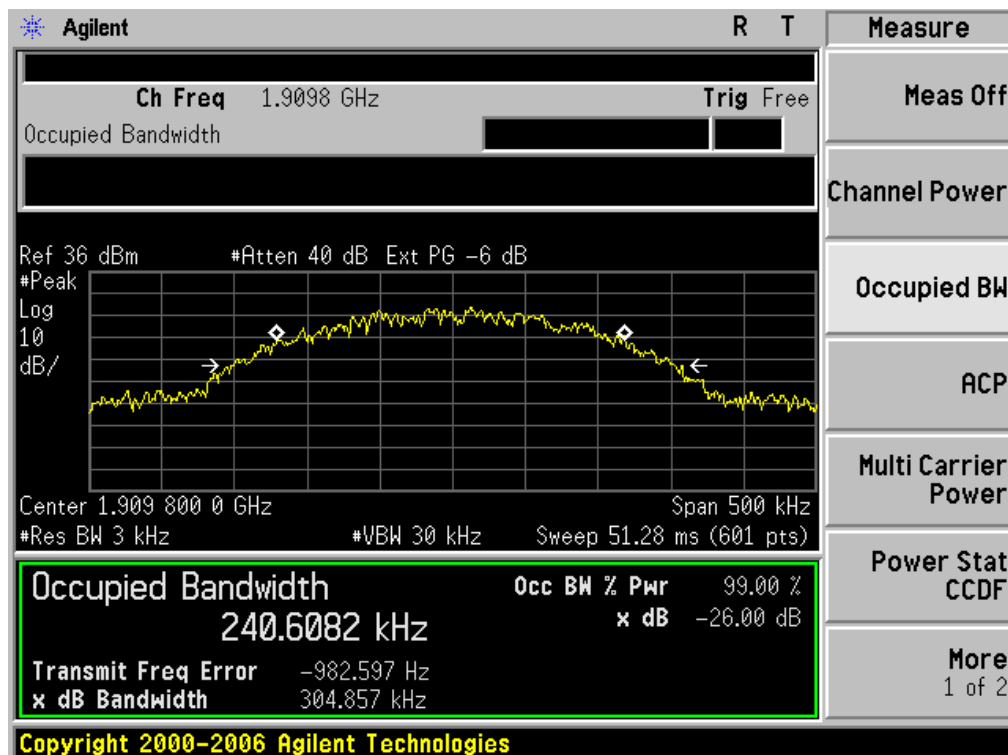 Agilent R T
Ch Freq 1.9098 GHz Trig Free
Occupied Bandwidth
Ref 36 dBm #Atten 40 dB Ext PG -6 dB
#Peak
Log
10
dB/
Center 1.909 800 0 GHz Span 500 kHz
#Res BW 3 kHz #VBW 30 kHz Sweep 51.28 ms (601 pts)
Occupied Bandwidth Occ BW % Pwr 99.00 %
240.6082 kHz x dB -26.00 dB
Transmit Freq Error -982.597 Hz
x dB Bandwidth 304.857 kHz
Copyright 2000-2006 Agilent Technologies
Measure
Meas Off
Channel Power
Occupied BW
ACP
Multi Carrier
Power
Power Stat
CCDF
More
1 of 2